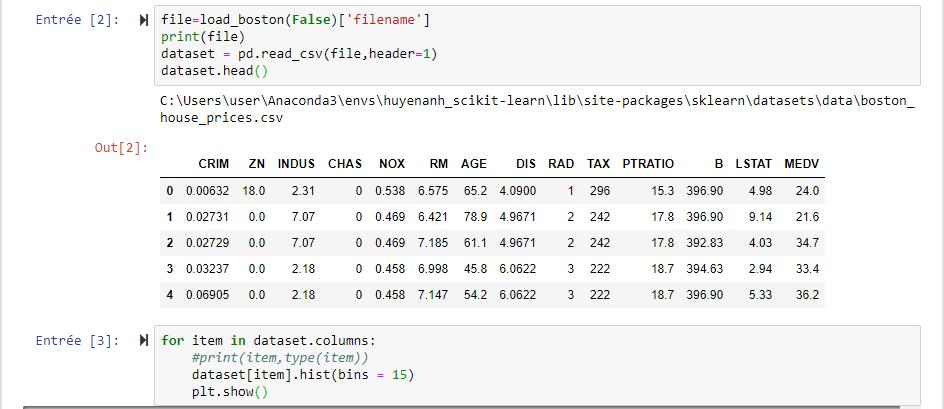 Entrée [2]: file=load_boston(False)['filename']
print(file)
dataset = pd.read_csv(file,header=1)
dataset.head()
C:\Users\user\Anaconda3\envs\huyenanh_scikit-learn\lib\site-packages\sklearn\datasets\data\boston_
house_prices.csv
Out[2]:
CRIM ZN INDUS CHAS NOX RM AGE DIS RAD TAX PTRATIO B LSTAT MEDV
0 0.00632 18.0 2.31 0 0.538 6.575 65.2 4.0900 1 296 15.3 396.90 4.98 24.0
1 0.02731 0.0 7.07 0 0.469 6.421 78.9 4.9671 2 242 17.8 396.90 9.14 21.6
2 0.02729 0.0 7.07 0 0.469 7.185 61.1 4.9671 2 242 17.8 392.83 4.03 34.7
3 0.03237 0.0 2.18 0 0.458 6.998 45.8 6.0622 3 222 18.7 394.63 2.94 33.4
4 0.06905 0.0 2.18 0 0.458 7.147 54.2 6.0622 3 222 18.7 396.90 5.33 36.2
Entrée [3]: for item in dataset.columns:
#print(item,type(item))
dataset[item].hist(bins = 15)
plt.show()